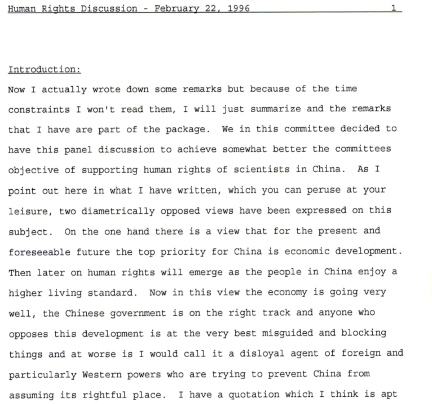 Human Rights Discussion - February 22, 1996 1
Introduction:
Now I actually wrote down some remarks but because of the time
constraints I won't read them, I will just summarize and the remarks
that I have are part of the package. We in this committee decided to
have this panel discussion to achieve somewhat better the committees
objective of supporting human rights of scientists in China. As I
point out here in what I have written, which you can peruse at your
leisure, two diametrically opposed views have been expressed on this
subject. On the one hand there is a view that for the present and
foreseeable future the top priority for China is economic development.
Then later on human rights will emerge as the people in China enjoy a
higher living standard. Now in this view the economy is going very
well, the Chinese government is on the right track and anyone who
opposes this development is at the very best misguided and blocking
things and at worse is I would call it a disloyal agent of foreign and
particularly Western powers who are trying to prevent China from
assuming its rightful place. I have a quotation which I think is apt